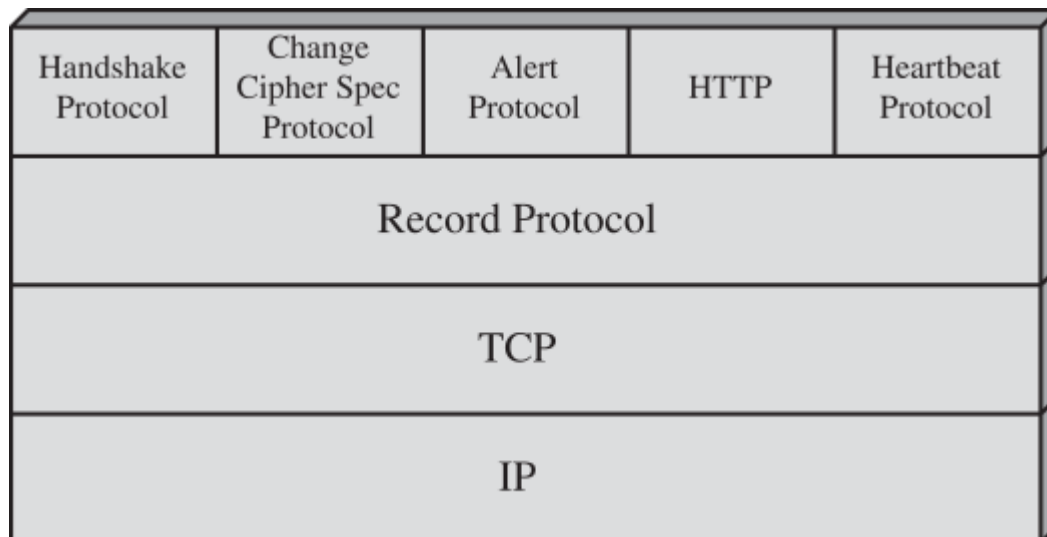 Handshake
Protocol
Change
Cipher Spec
Protocol
Alert
Protocol
HTTP
Heartbeat
Protocol
Record Protocol
TCP
IP